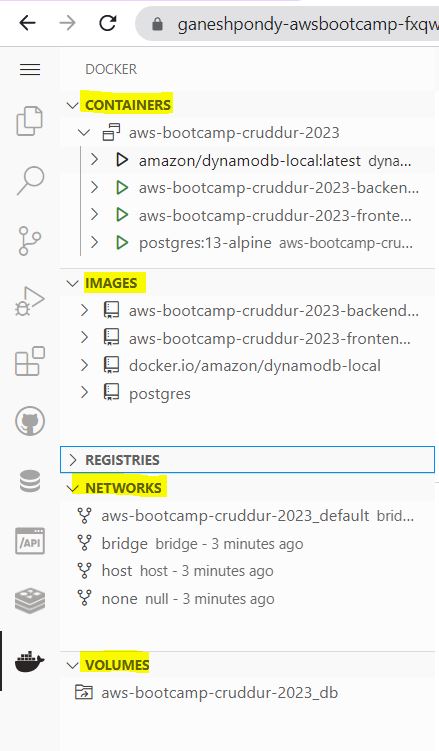 ganeshpondy-awsbootcamp-fxqw
DOCKER
CONTAINERS
aws-bootcamp-cruddur-2023
amazon/dynamodb-local:latest dyna...
aws-bootcamp-cruddur-2023-backen...
aws-bootcamp-cruddur-2023-fronte...
postgres:13-alpine aws-bootcamp-cru...
IMAGES
aws-bootcamp-cruddur-2023-backend...
aws-bootcamp-cruddur-2023-fronten...
docker.io/amazon/dynamodb-local
postgres
REGISTRIES
NETWORKS
aws-bootcamp-cruddur-2023_default brid...
bridge bridge - 3 minutes ago
host host - 3 minutes ago
/API
none null - 3 minutes ago
VOLUMES
aws-bootcamp-cruddur-2023_db